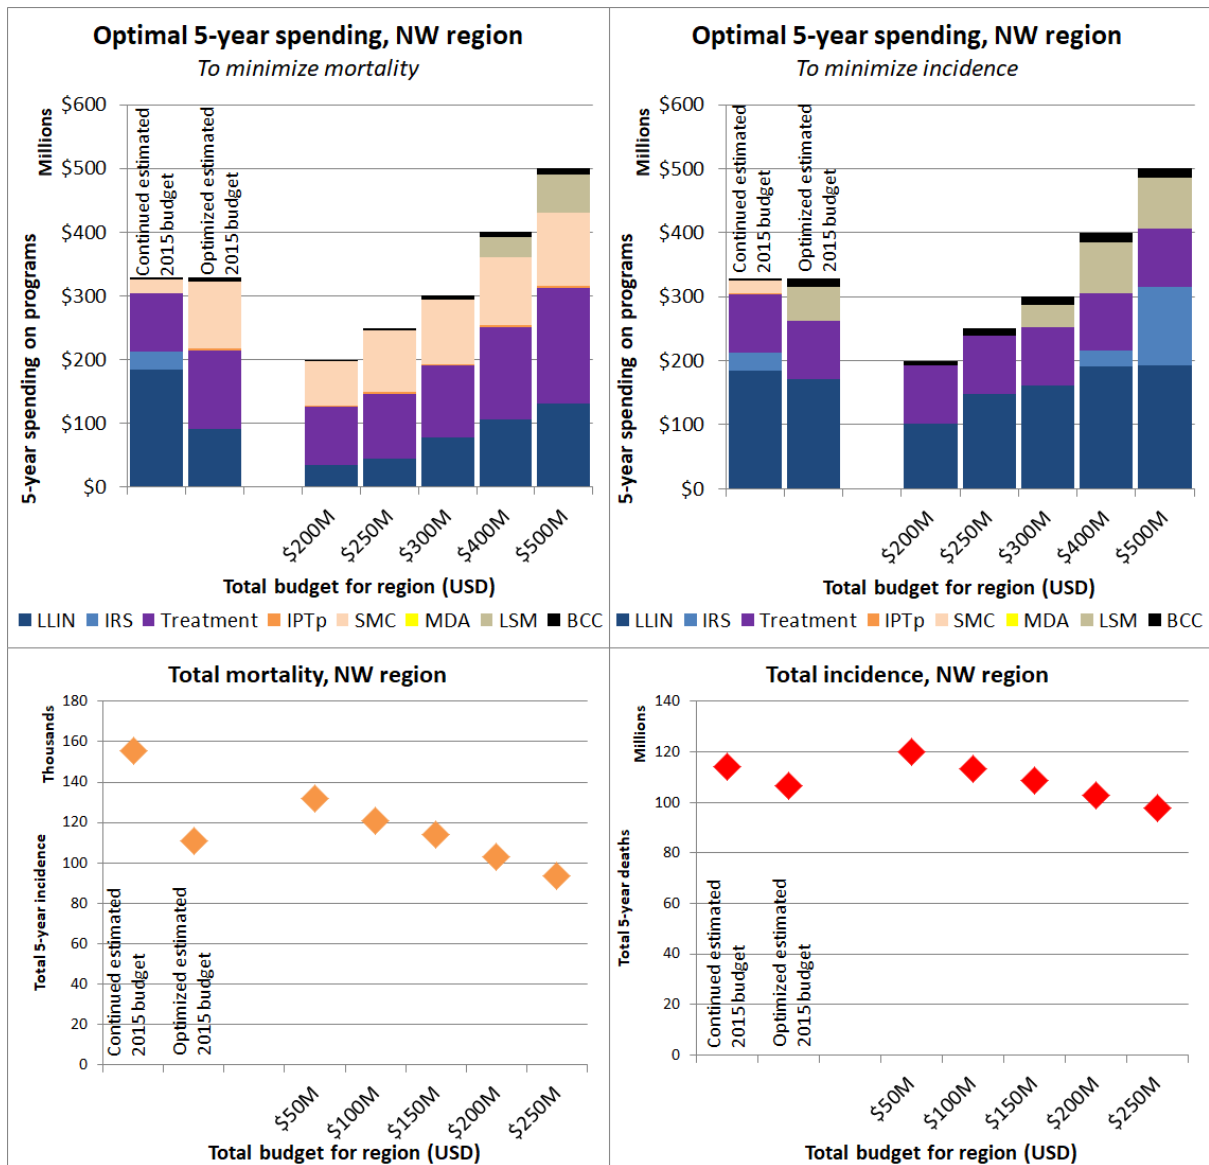 Optimal 5-year spending, NW region
To minimize mortality
5-year spending on programs
Millions
$600
$500
$400
$300
$200
$100
$0
Continued estimated
2015 budget
Optimized estimated
2015 budget
$200M
$250M
$300M
$400M
$500M
Total budget for region (USD)
LLIN IRS Treatment IPTp SMC MDA LSM BCC
Optimal 5-year spending, NW region
To minimize incidence
5-year spending on programs
Millions
$600
$500
$400
$300
$200
$100
$0
Continued estimated
2015 budget
Optimized estimated
2015 budget
$200M
$250M
$300M
$400M
$500M
Total budget for region (USD)
LLIN IRS Treatment IPTp SMC MDA LSM BCC
Total mortality, NW region
Total 5-year incidence
Thousands
180
160
140
120
100
80
60
40
20
0
Continued estimated
2015 budget
Optimized estimated
2015 budget
$50M
$100M
$150M
$200M
$250M
Total budget for region (USD)
Total incidence, NW region
Total 5-year deaths
Millions
140
120
100
80
60
40
20
0
Continued estimated
2015 budget
Optimized estimated
2015 budget
$50M
$100M
$150M
$200M
$250M
Total budget for region (USD)